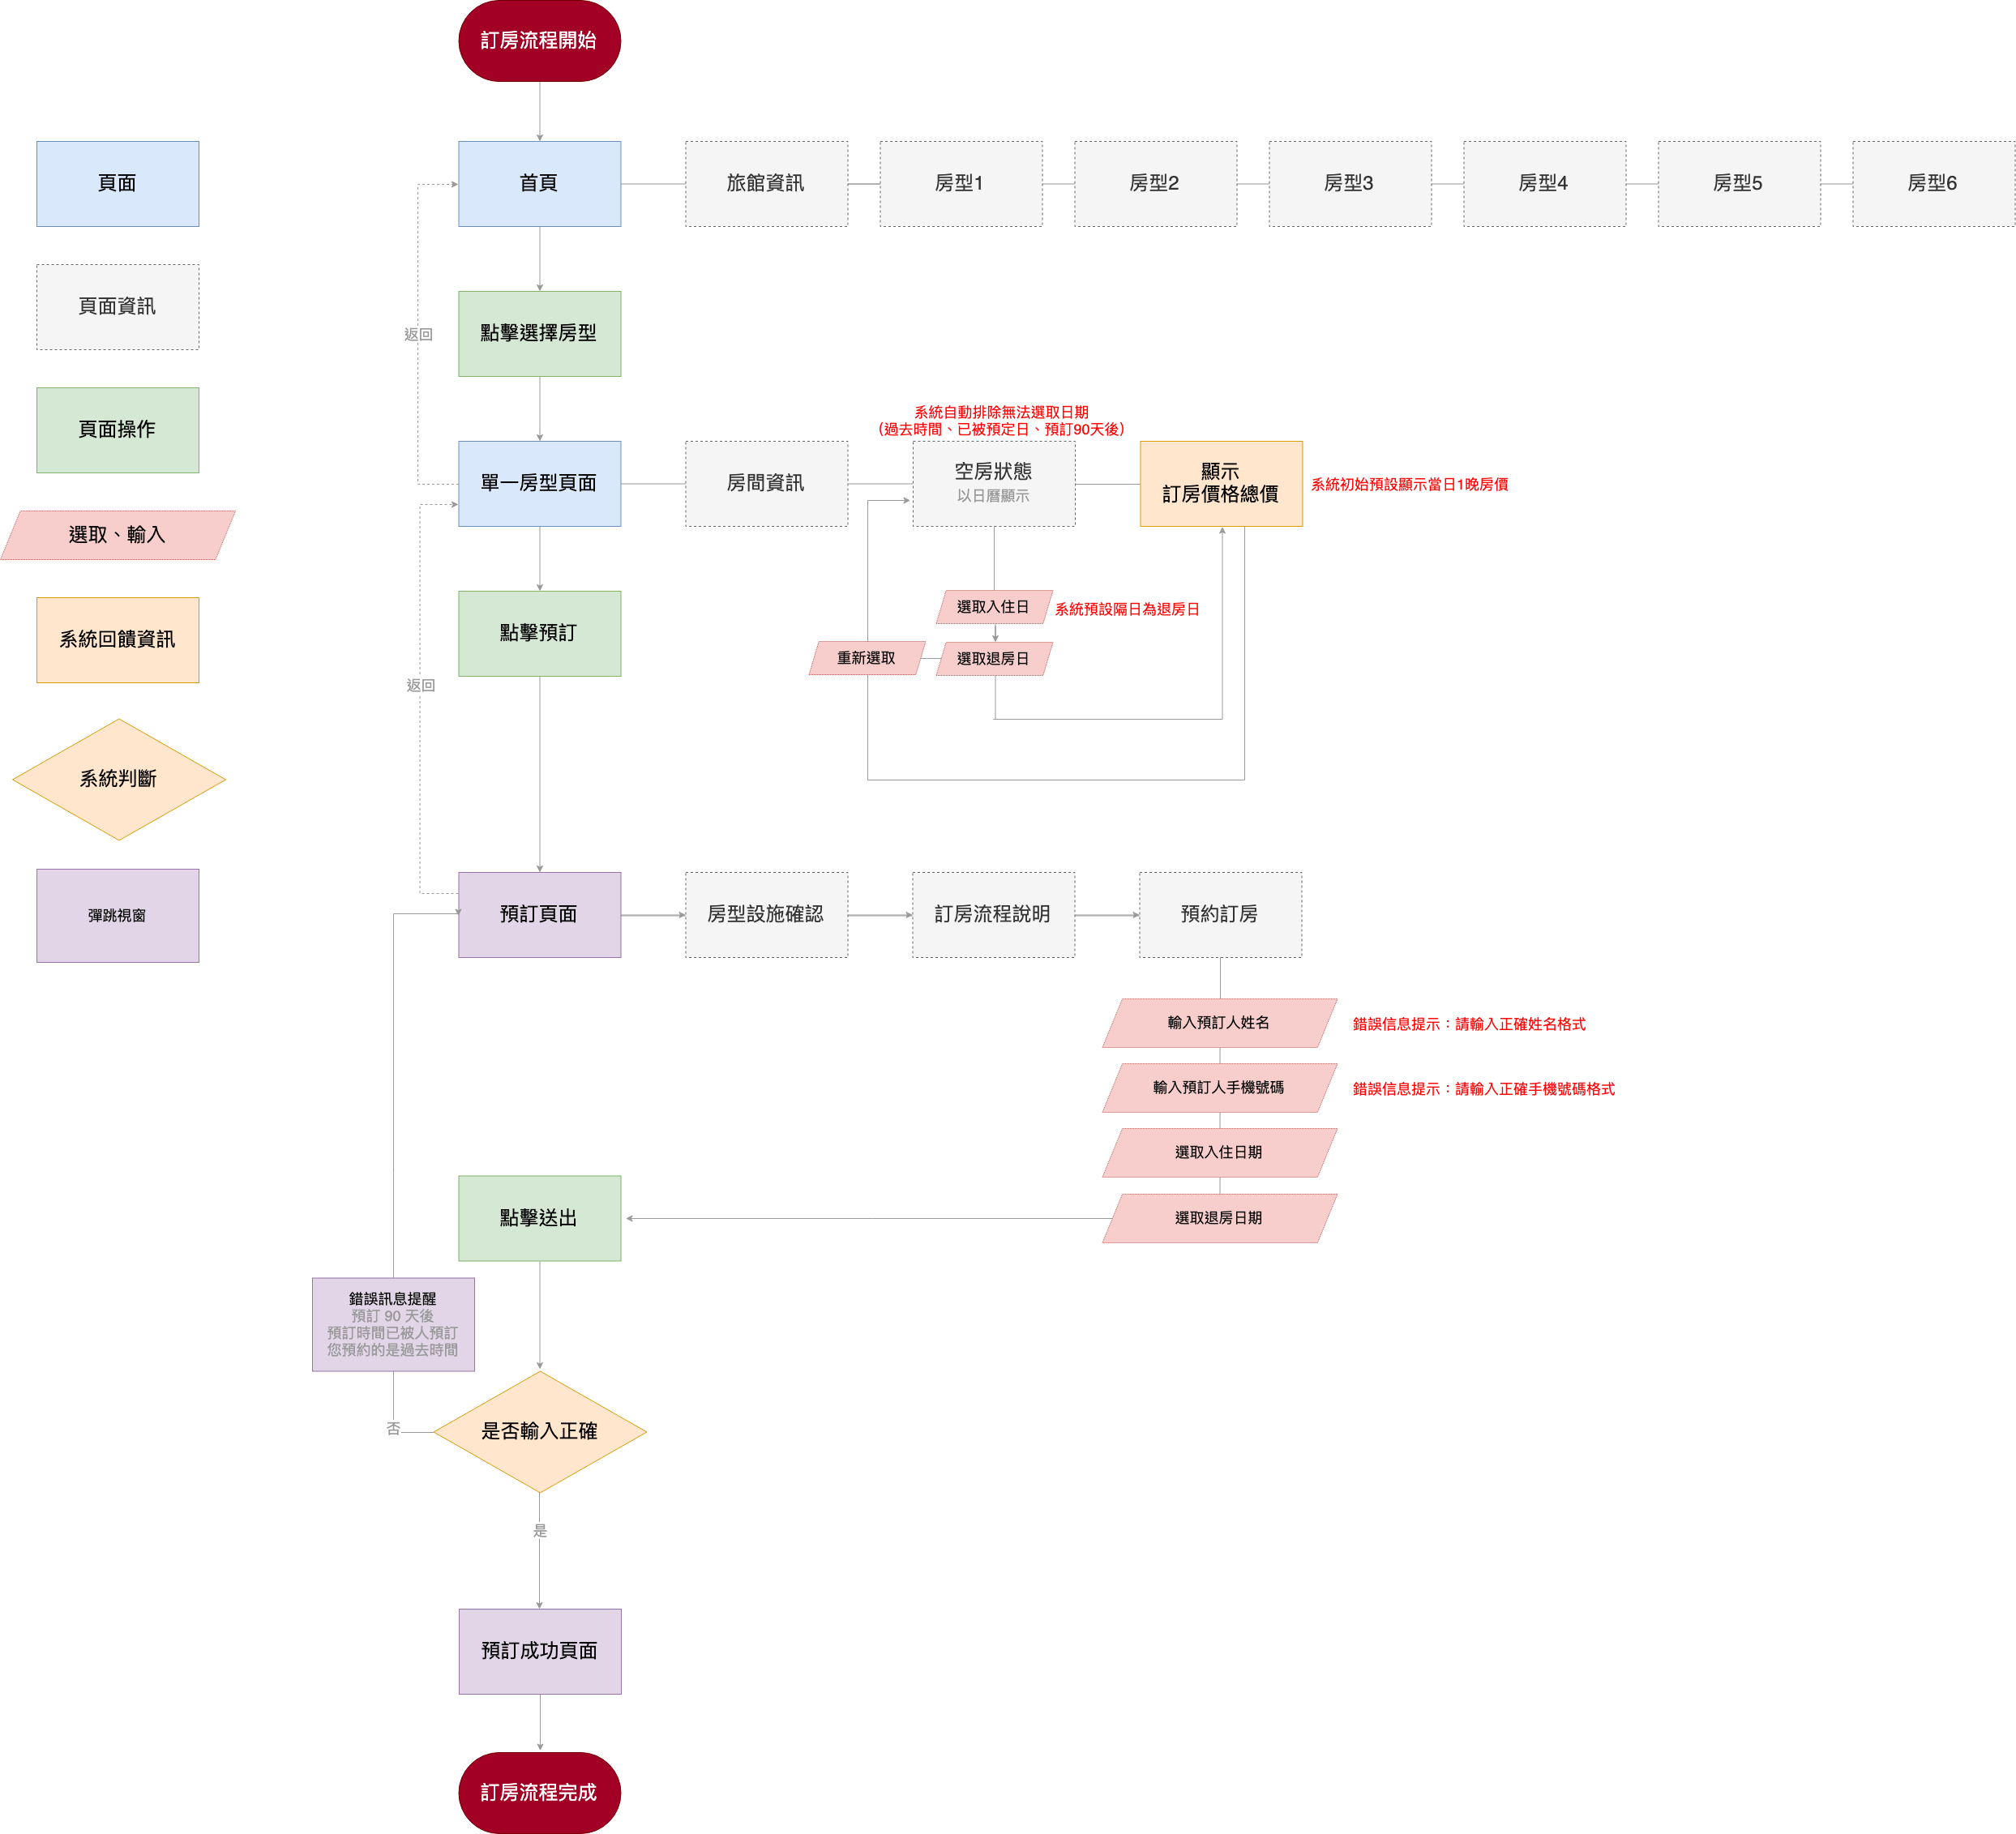 訂房流程開始
頁面
首頁
旅館資訊
房型1
房型2
房型3
房型4
房型5
房型6
頁面資訊
返回
點擊選擇房型
頁面操作
系統自動排除無法選取日期
（過去時間、已被預定日、預訂90天後）
單一房型頁面
房間資訊
空房狀態
以日曆顯示
顯示
訂房價格總價
系統初始預設顯示當日1晚房價
選取、輸入
系統回饋資訊
點擊預訂
選取入住日
系統預設隔日為退房日
重新選取
選取退房日
返回
系統判斷
彈跳視窗
預訂頁面
房型設施確認
訂房流程說明
預約訂房
輸入預訂人姓名
錯誤信息提示：請輸入正確姓名格式
輸入預訂人手機號碼
錯誤信息提示：請輸入正確手機號碼格式
選取入住日期
點擊送出
選取退房日期
錯誤訊息提醒
預訂 90 天後
預訂時間已被人預訂
您預約的是過去時間
否
是否輸入正確
是
預訂成功頁面
訂房流程完成